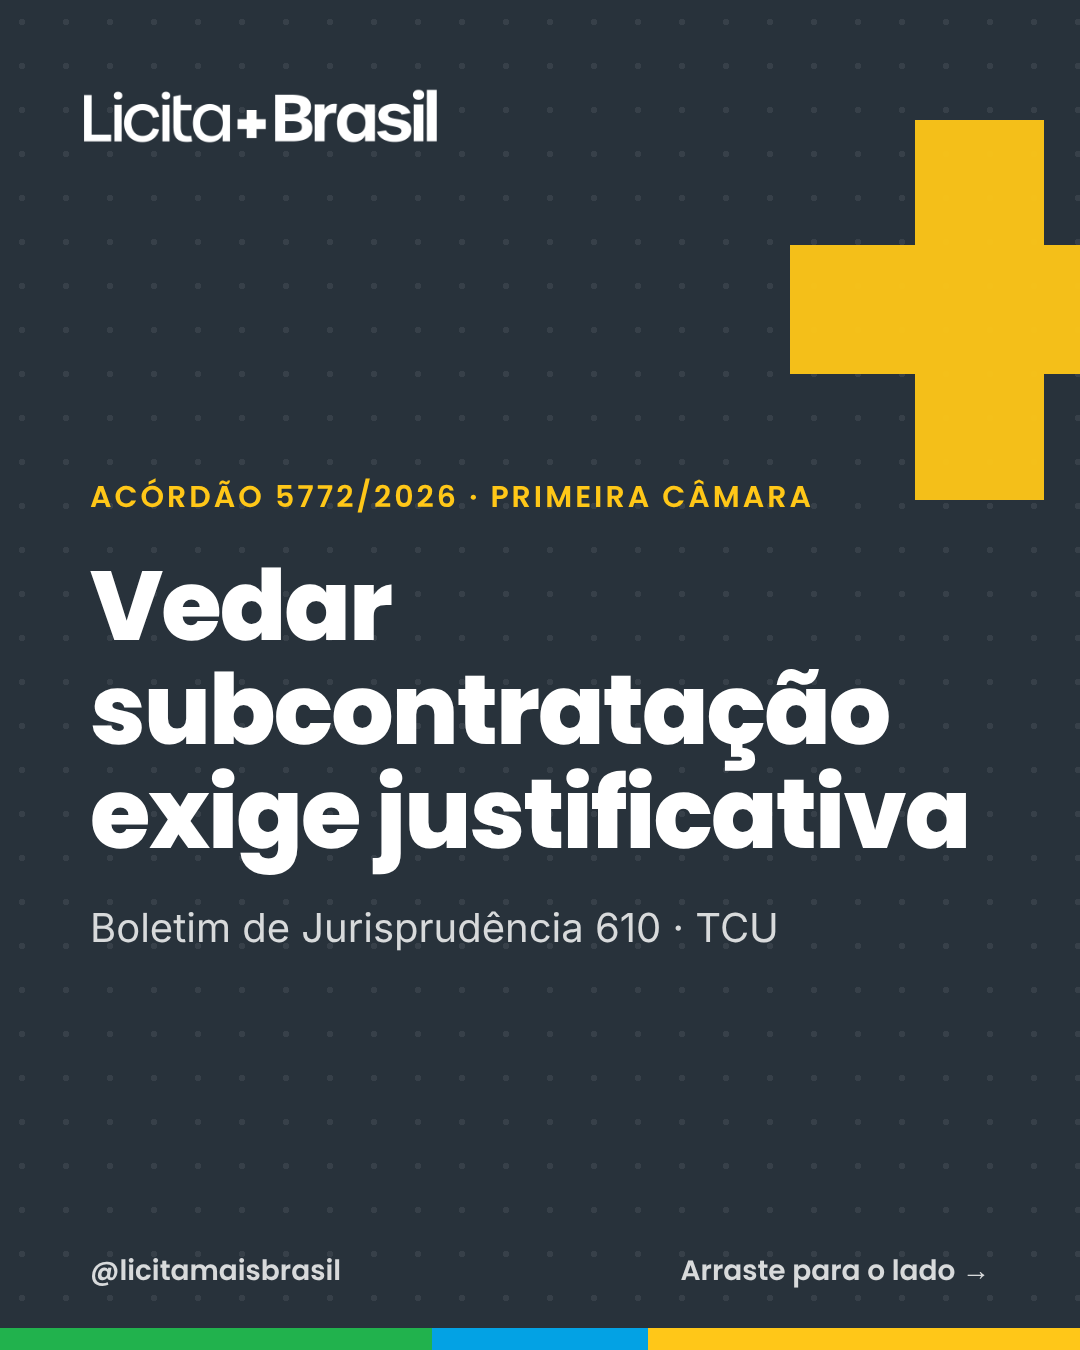 Licita+Brasil
ACÓRDÃO 5772/2026 · PRIMEIRA CÂMARA
Vedar
subcontratação
exige justificativa
Boletim de Jurisprudência 610 · TCU
@licitamaisbrasil
Arraste para o lado →